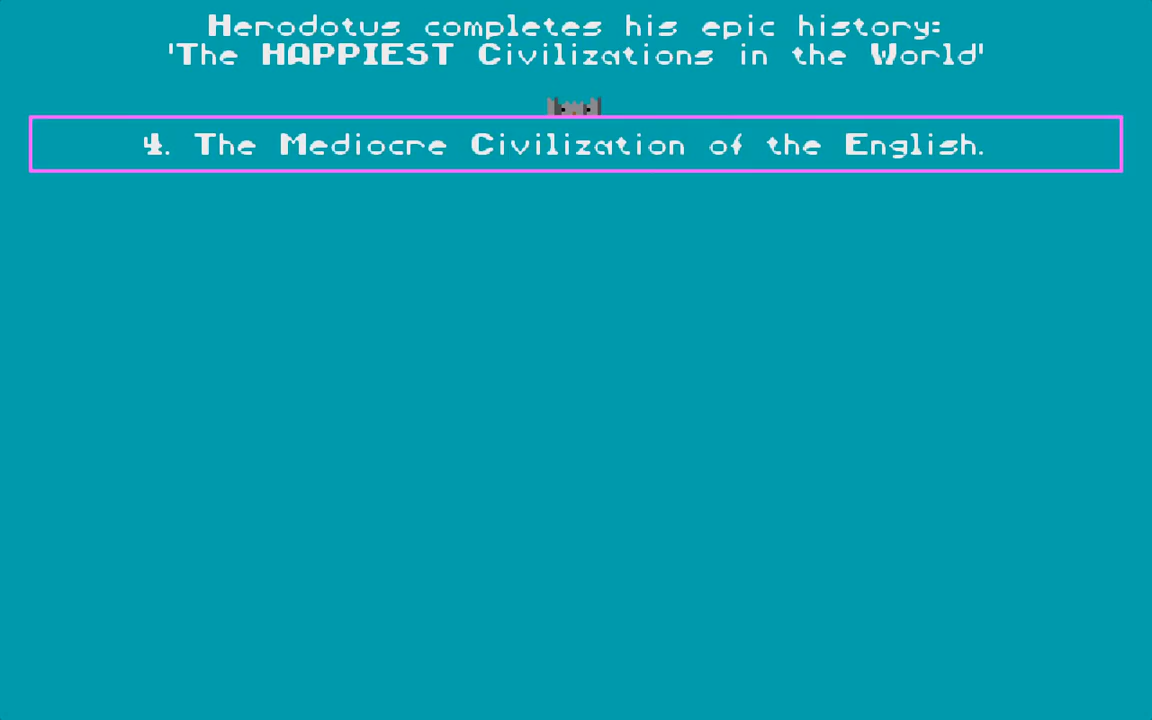 Herodotus completes his epic history:
'The HAPPIEST Civilizations in the World'
4. The Mediocre Civilization of the English.